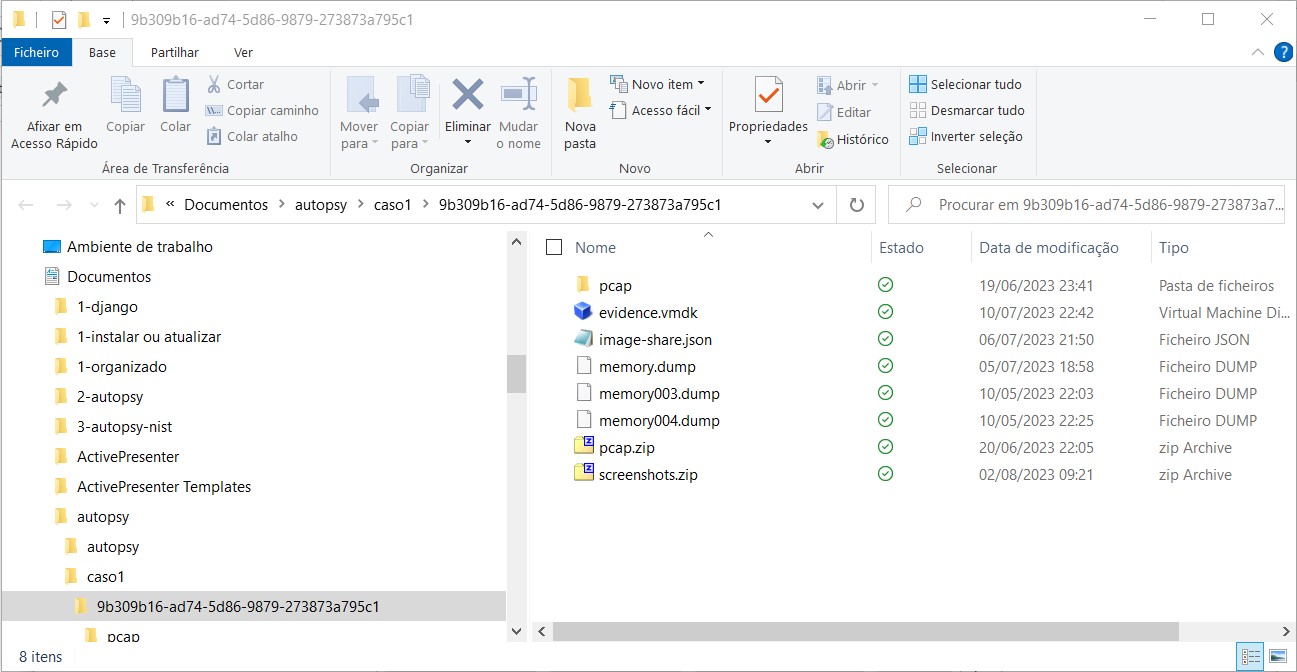 9b309b16-ad74-5d86-9879-273873a795c1
Ficheiro Base Partilhar Ver
Afixar em
Acesso Rápido
Copiar
Colar
Cortar
Copiar caminho
Colar atalho
Área de Transferência
Mover
para
Copiar
para
Eliminar
Mudar
o nome
Organizar
Nova
pasta
Novo item
Acesso fácil
Novo
Propriedades
Abrir
Editar
Histórico
Abrir
Selecionar tudo
Desmarcar tudo
Inverter seleção
Selecionar
« Documentos > autopsy > caso1 > 9b309b16-ad74-5d86-9879-273873a795c1
Procurar em 9b309b16-ad74-5d86-9879-273873a7...
Ambiente de trabalho
Documentos
1-django
1-instalar ou atualizar
1-organizado
2-autopsy
3-autopsy-nist
ActivePresenter
ActivePresenter Templates
autopsy
autopsy
caso1
9b309b16-ad74-5d86-9879-273873a795c1
pcap
Nome Estado Data de modificação Tipo
pcap 19/06/2023 23:41 Pasta de ficheiros
evidence.vmdk 10/07/2023 22:42 Virtual Machine Di...
image-share.json 06/07/2023 21:50 Ficheiro JSON
memory.dump 05/07/2023 18:58 Ficheiro DUMP
memory003.dump 10/05/2023 22:03 Ficheiro DUMP
memory004.dump 10/05/2023 22:25 Ficheiro DUMP
pcap.zip 20/06/2023 22:05 zip Archive
screenshots.zip 02/08/2023 09:21 zip Archive
8 itens